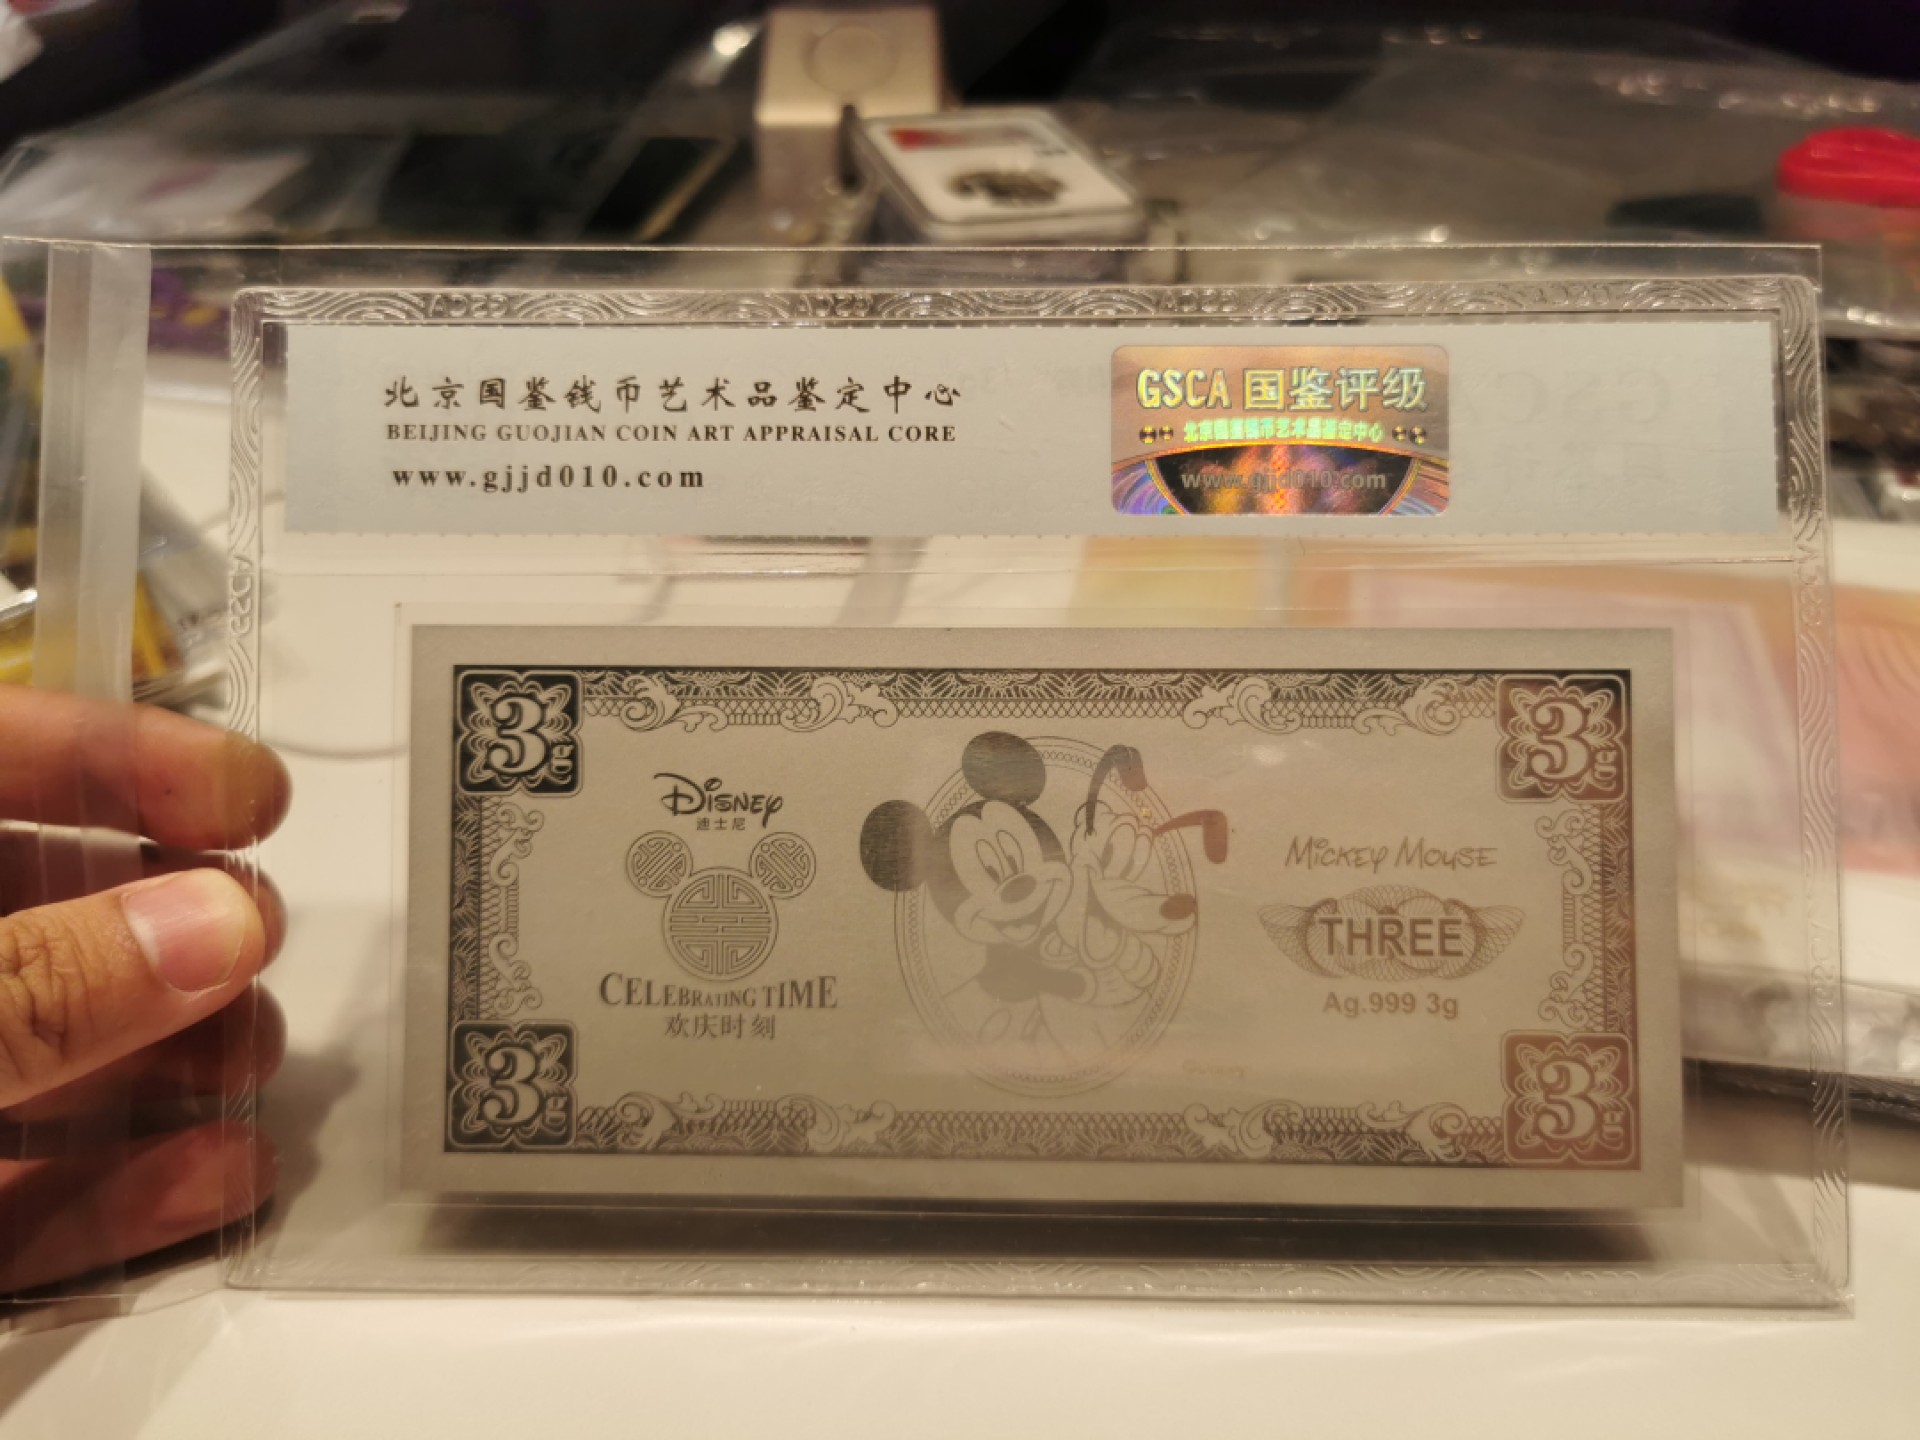 北京国鉴钱币艺术品鉴定中心
BEIJING GUOJIAN COIN ART APPRAISAL CORE
www.gjjd010.com
GSCA 国鉴评级
北京国鉴钱币艺术品鉴定中心
www.gjjd010.com
3g
3g
Disney
迪士尼
CELEBRATING TIME
欢庆时刻
Mickey Mouse
THREE
Ag.999 3g
3g
3g